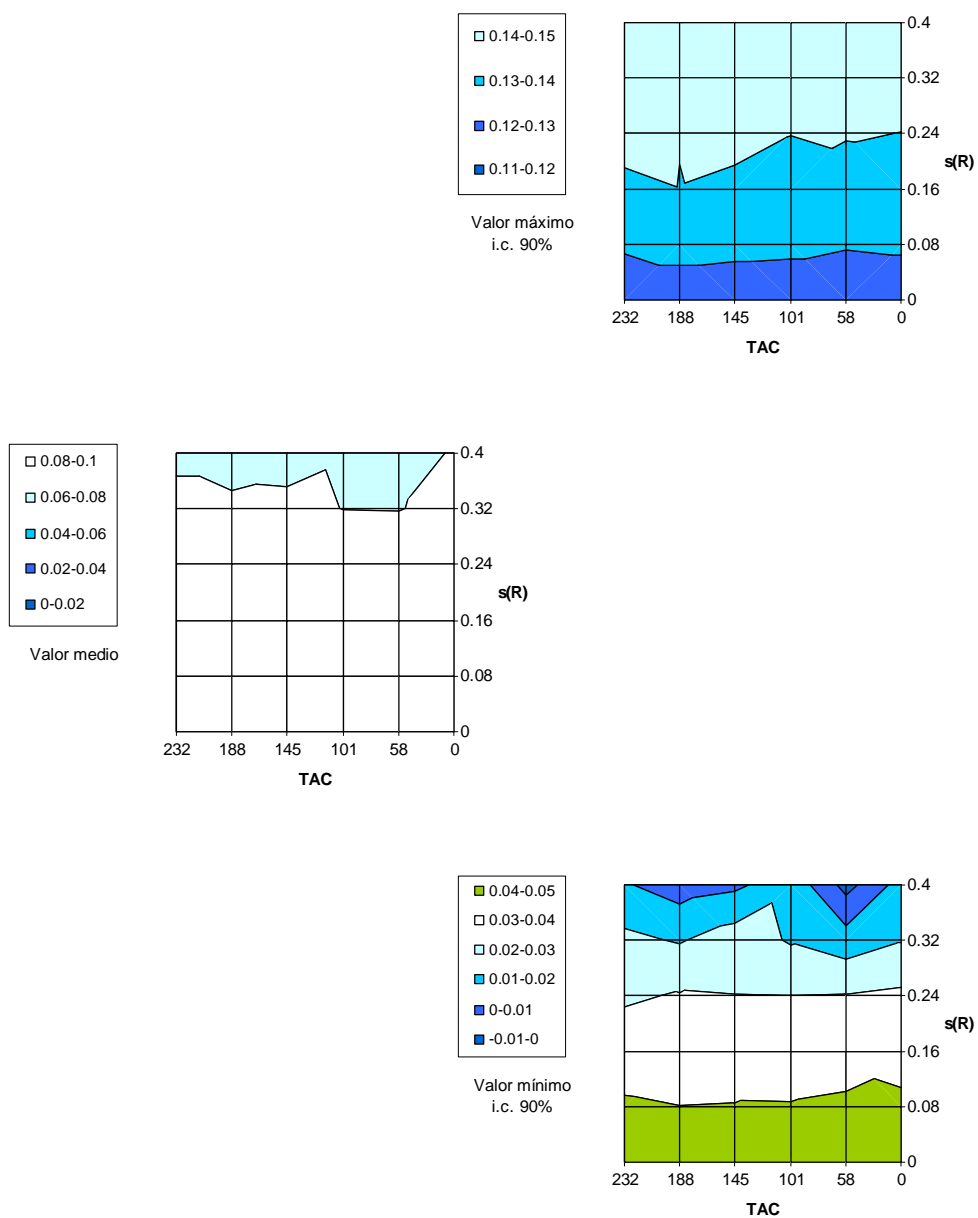 0.14-0.15
0.13-0.14
0.12-0.13
0.11-0.12
Valor máximo
i.c. 90%
0.4
0.32
0.24
s(R)
0.16
0.08
0
232 188 145 101 58 0
TAC
0.08-0.1
0.06-0.08
0.04-0.06
0.02-0.04
0-0.02
Valor medio
0.4
0.32
0.24
s(R)
0.16
0.08
0
232 188 145 101 58 0
TAC
0.04-0.05
0.03-0.04
0.02-0.03
0.01-0.02
0-0.01
-0.01-0
Valor mínimo
i.c. 90%
0.4
0.32
0.24
s(R)
0.16
0.08
0
232 188 145 101 58 0
TAC